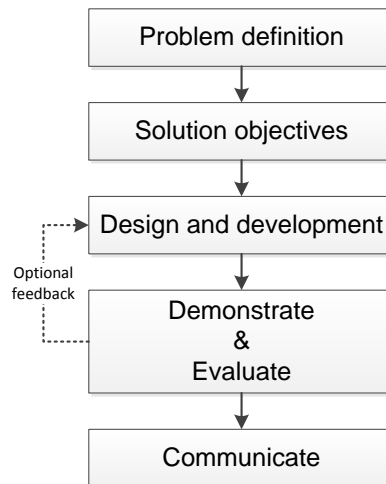 Problem definition
Solution objectives
Design and development
Optional
feedback
Demonstrate
&
Evaluate
Communicate